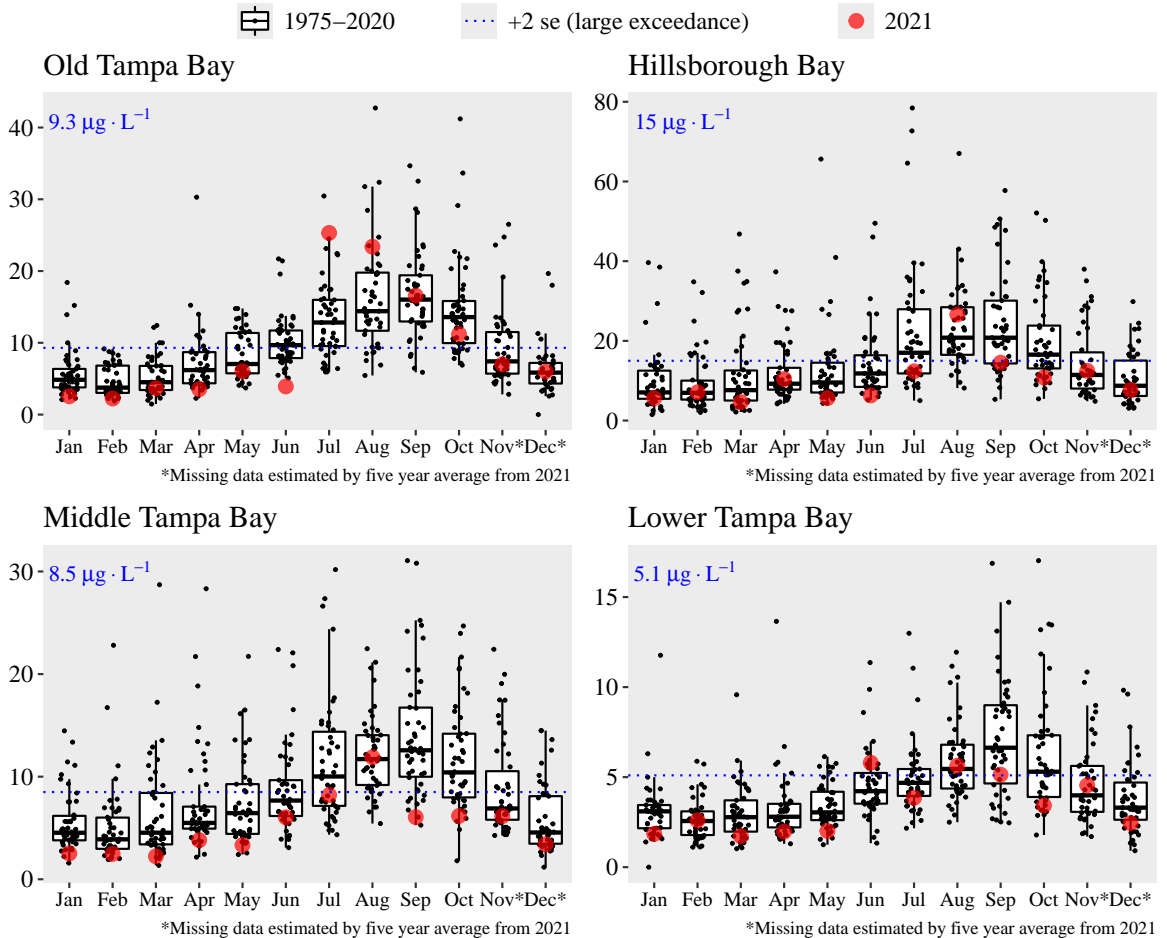 1975−2020 +2 se (large exceedance) 2021
Old Tampa Bay
9.3 μg · L⁻¹
40
30
20
10
0
Jan Feb Mar Apr May Jun Jul Aug Sep Oct Nov* Dec*
*Missing data estimated by five year average from 2021
Hillsborough Bay
15 μg · L⁻¹
80
60
40
20
0
Jan Feb Mar Apr May Jun Jul Aug Sep Oct Nov* Dec*
*Missing data estimated by five year average from 2021
Middle Tampa Bay
8.5 μg · L⁻¹
30
20
10
0
Jan Feb Mar Apr May Jun Jul Aug Sep Oct Nov* Dec*
*Missing data estimated by five year average from 2021
Lower Tampa Bay
5.1 μg · L⁻¹
15
10
5
0
Jan Feb Mar Apr May Jun Jul Aug Sep Oct Nov* Dec*
*Missing data estimated by five year average from 2021